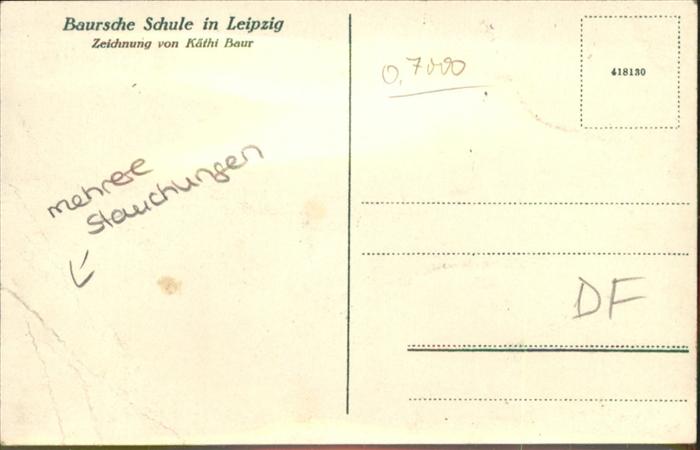 Baursche Schule in Leipzig
Zeichnung von Käthi Baur
0,7000
418130
mehrere
Stauchungen
DF